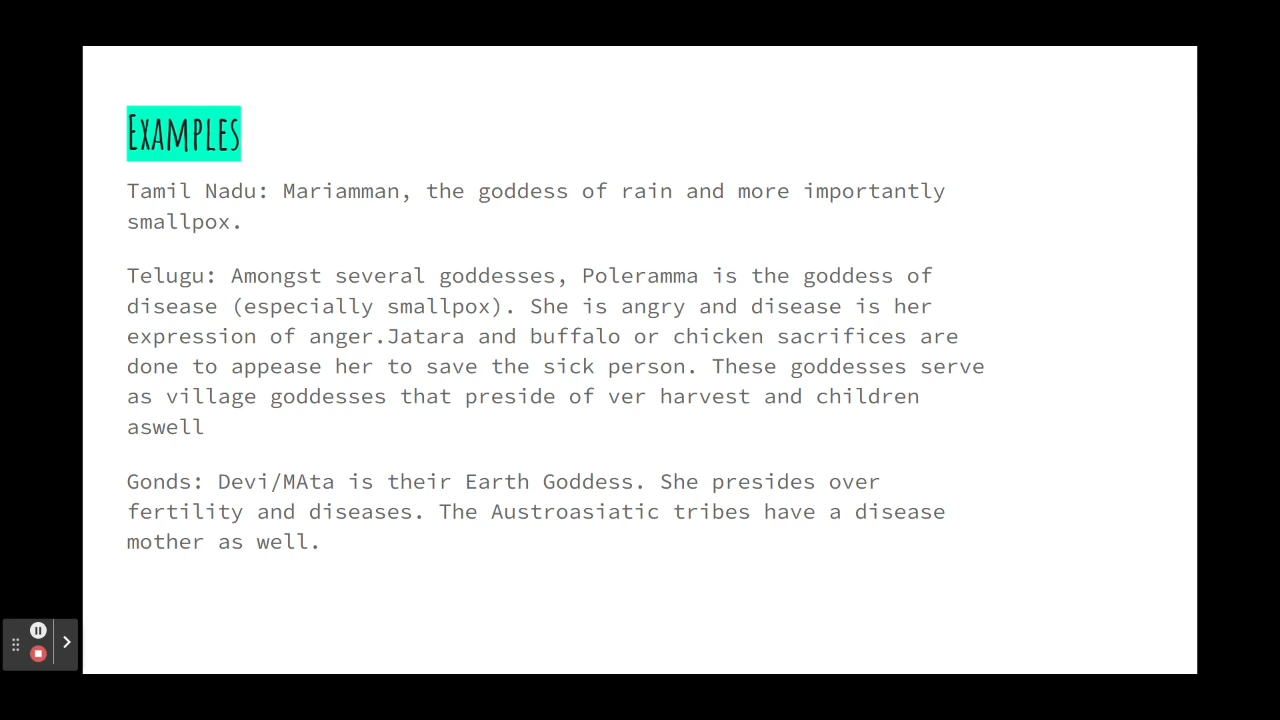 Examples
Tamil Nadu: Mariamman, the goddess of rain and more importantly
smallpox.
Telugu: Amongst several goddesses, Poleramma is the goddess of
disease (especially smallpox). She is angry and disease is her
expression of anger.Jatara and buffalo or chicken sacrifices are
done to appease her to save the sick person. These goddesses serve
as village goddesses that preside of ver harvest and children
aswell
Gonds: Devi/MAta is their Earth Goddess. She presides over
fertility and diseases. The Austroasiatic tribes have a disease
mother as well.